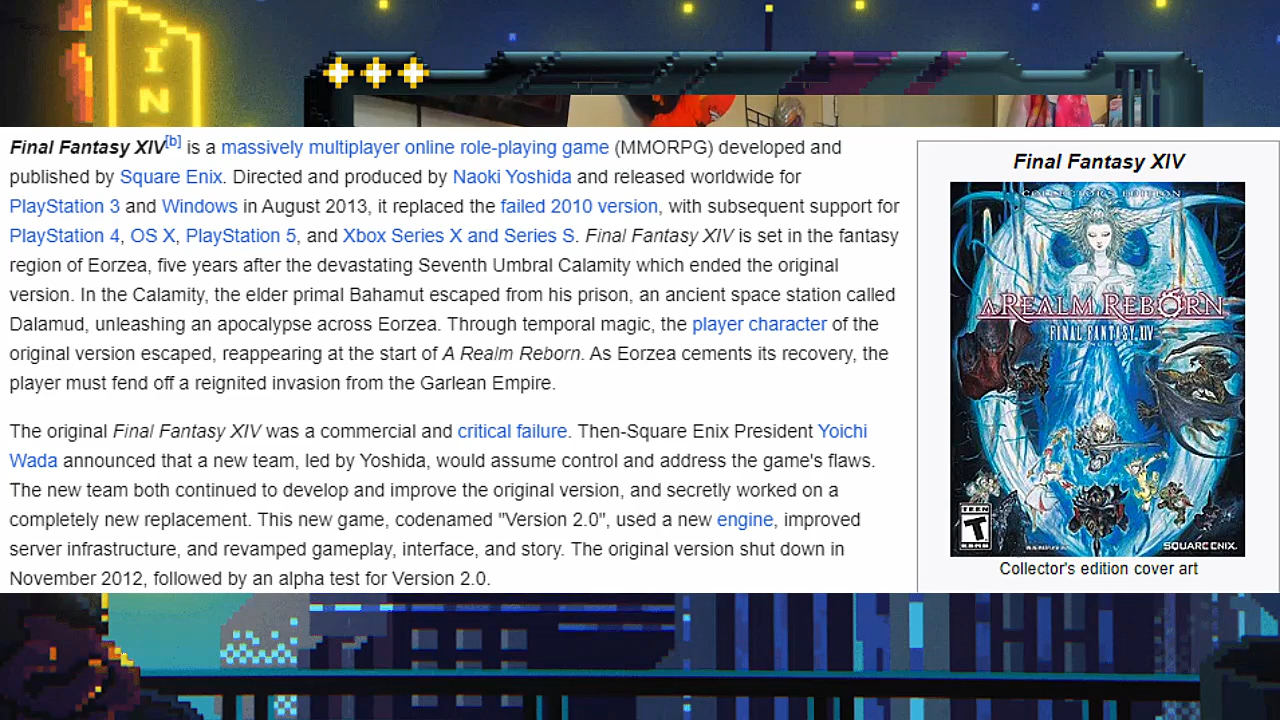 I
N
Final Fantasy XIV[b] is a massively multiplayer online role-playing game (MMORPG) developed and
published by Square Enix. Directed and produced by Naoki Yoshida and released worldwide for
PlayStation 3 and Windows in August 2013, it replaced the failed 2010 version, with subsequent support for
PlayStation 4, OS X, PlayStation 5, and Xbox Series X and Series S. Final Fantasy XIV is set in the fantasy
region of Eorzea, five years after the devastating Seventh Umbral Calamity which ended the original
version. In the Calamity, the elder primal Bahamut escaped from his prison, an ancient space station called
Dalamud, unleashing an apocalypse across Eorzea. Through temporal magic, the player character of the
original version escaped, reappearing at the start of A Realm Reborn. As Eorzea cements its recovery, the
player must fend off a reignited invasion from the Garlean Empire.
The original Final Fantasy XIV was a commercial and critical failure. Then-Square Enix President Yoichi
Wada announced that a new team, led by Yoshida, would assume control and address the game's flaws.
The new team both continued to develop and improve the original version, and secretly worked on a
completely new replacement. This new game, codenamed "Version 2.0", used a new engine, improved
server infrastructure, and revamped gameplay, interface, and story. The original version shut down in
November 2012, followed by an alpha test for Version 2.0.
Final Fantasy XIV
COLLECTOR'S EDITION
A REALM REBORN
FINAL FANTASY XIV
TEEN
T
SQUARE ENIX.
Collector's edition cover art